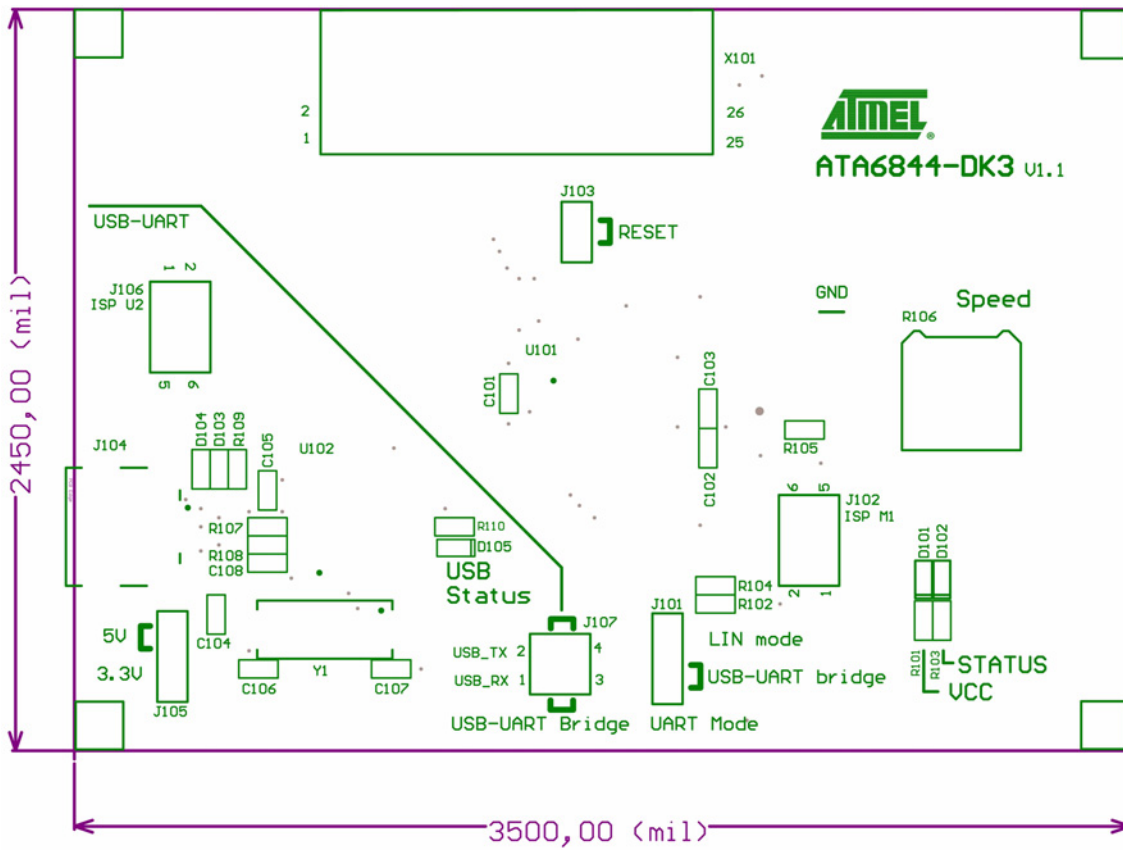 X101
2
26
1
25
ATMEL
®
ATA6844-DK3 V1.1
J103
RESET
USB-UART
1 2
J106
ISP U2
5 6
GND
Speed
R106
U101
C101
C103
C102
R105
J104
D104
D103
R109
C105
U102
R107
R108
C108
R110
D105
USB
Status
6 5
J102
ISP M1
2 1
D101
D102
R104
R102
J101
LIN mode
USB-UART bridge
UART Mode
J107
USB_TX 2 4
USB_RX 1 3
USB-UART Bridge
5V
3.3V
J105
C104
C106
Y1
C107
R101
R103
STATUS
VCC
2450,00 (mil)
3500,00 (mil)